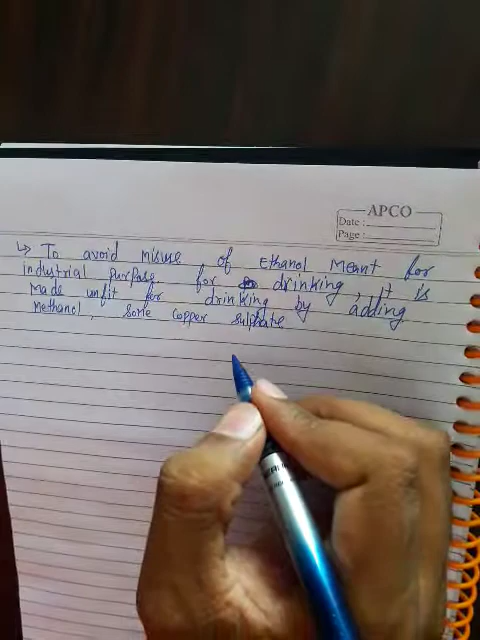 APCO
Date :
Page :
↳ To avoid misuse of Ethanol Meant for
industrial purpose for drinking, it is
made unfit for drinking by adding
Methanol, some copper sulphate